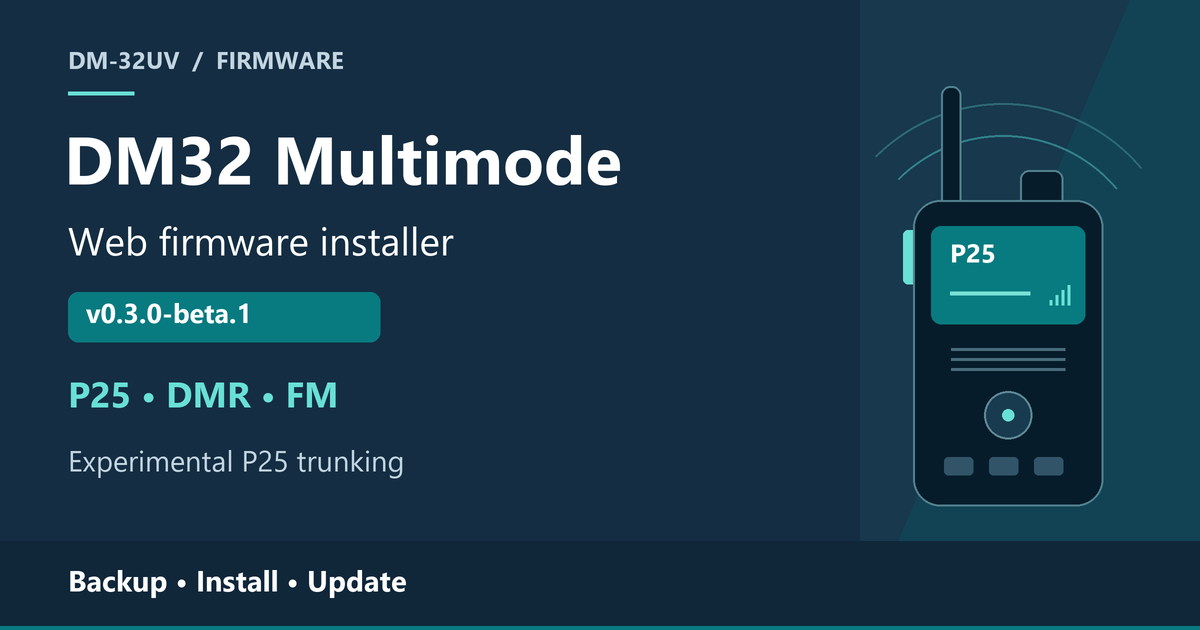 DM-32UV / FIRMWARE
DM32 Multimode
Web firmware installer
v0.3.0-beta.1
P25 • DMR • FM
Experimental P25 trunking
Backup • Install • Update
P25